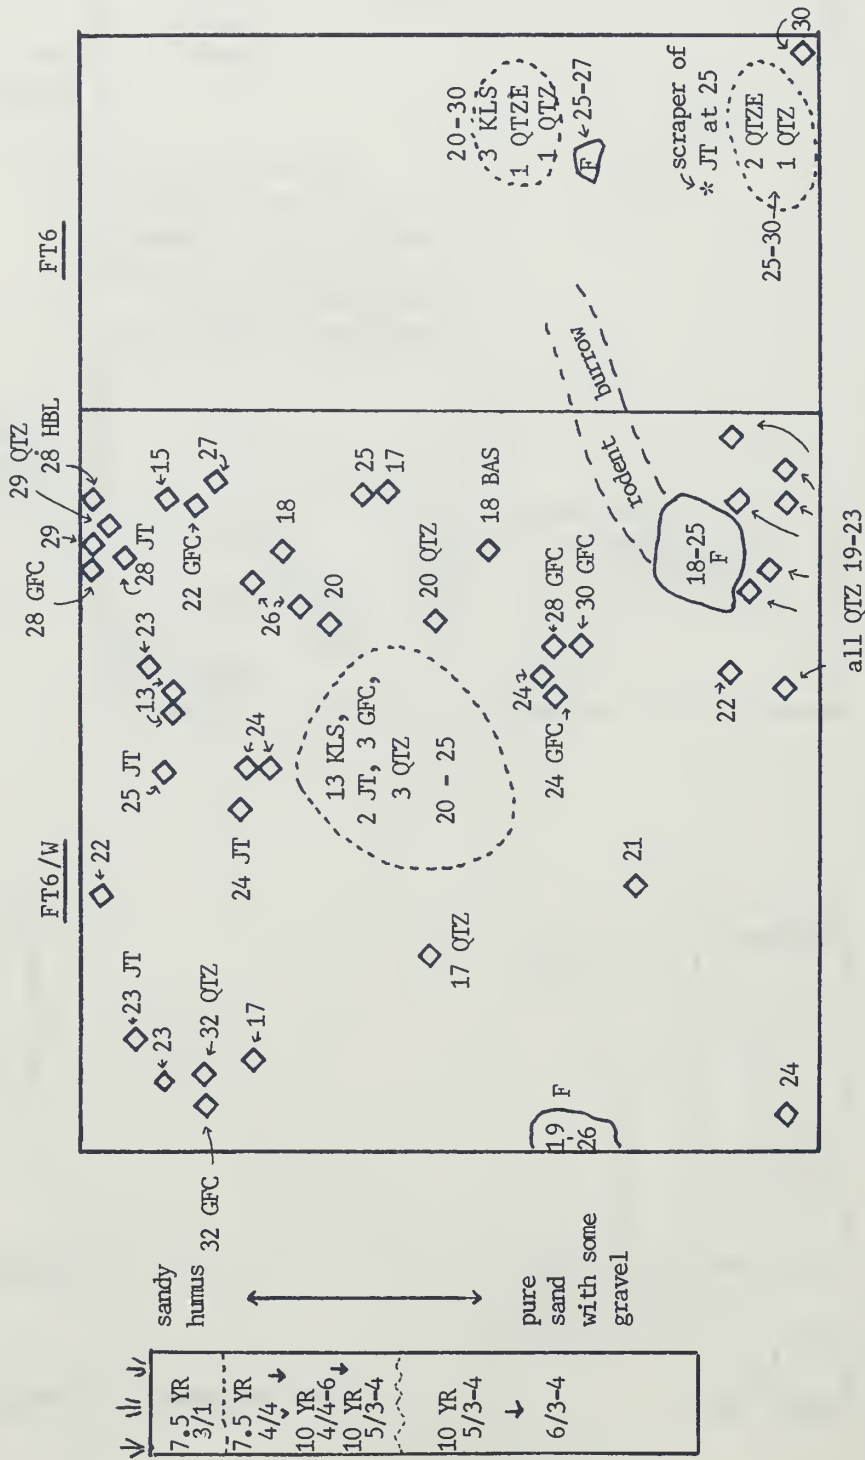 FT6/W
FT6
32 GFC
23 JT
23
32 QTZ
17
22
25 JT
24 JT
24
13
23
28 GFC
29
29 QTZ
28 HBL
28 JT
15
22 GFC
27
26
18
20
25
17
20 QTZ
18 BAS
13 KLS,
2 JT, 3 GFC,
3 QTZ
20 - 25
17 QTZ
24
24 GFC
28 GFC
30 GFC
21
19
26
F
24
22
18-25
F
rodent burrow
all QTZ 19-23
20-30
3 KLS
1 QTZE
1 QTZ
F
25-27
scraper of
* JT at 25
25-30
2 QTZE
1 QTZ
30
sandy
humus
pure
sand
with some
gravel
7.5 YR
3/1
7.5 YR
4/4
10 YR
4/4-6
10 YR
5/3-4
10 YR
5/3-4
6/3-4